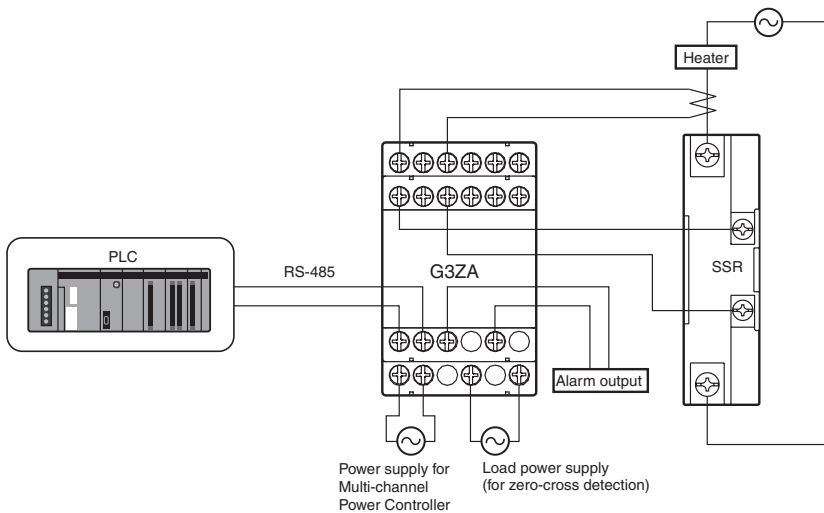 Heater
PLC
RS-485
G3ZA
SSR
Alarm output
Power supply for
Multi-channel
Power Controller
Load power supply
(for zero-cross detection)